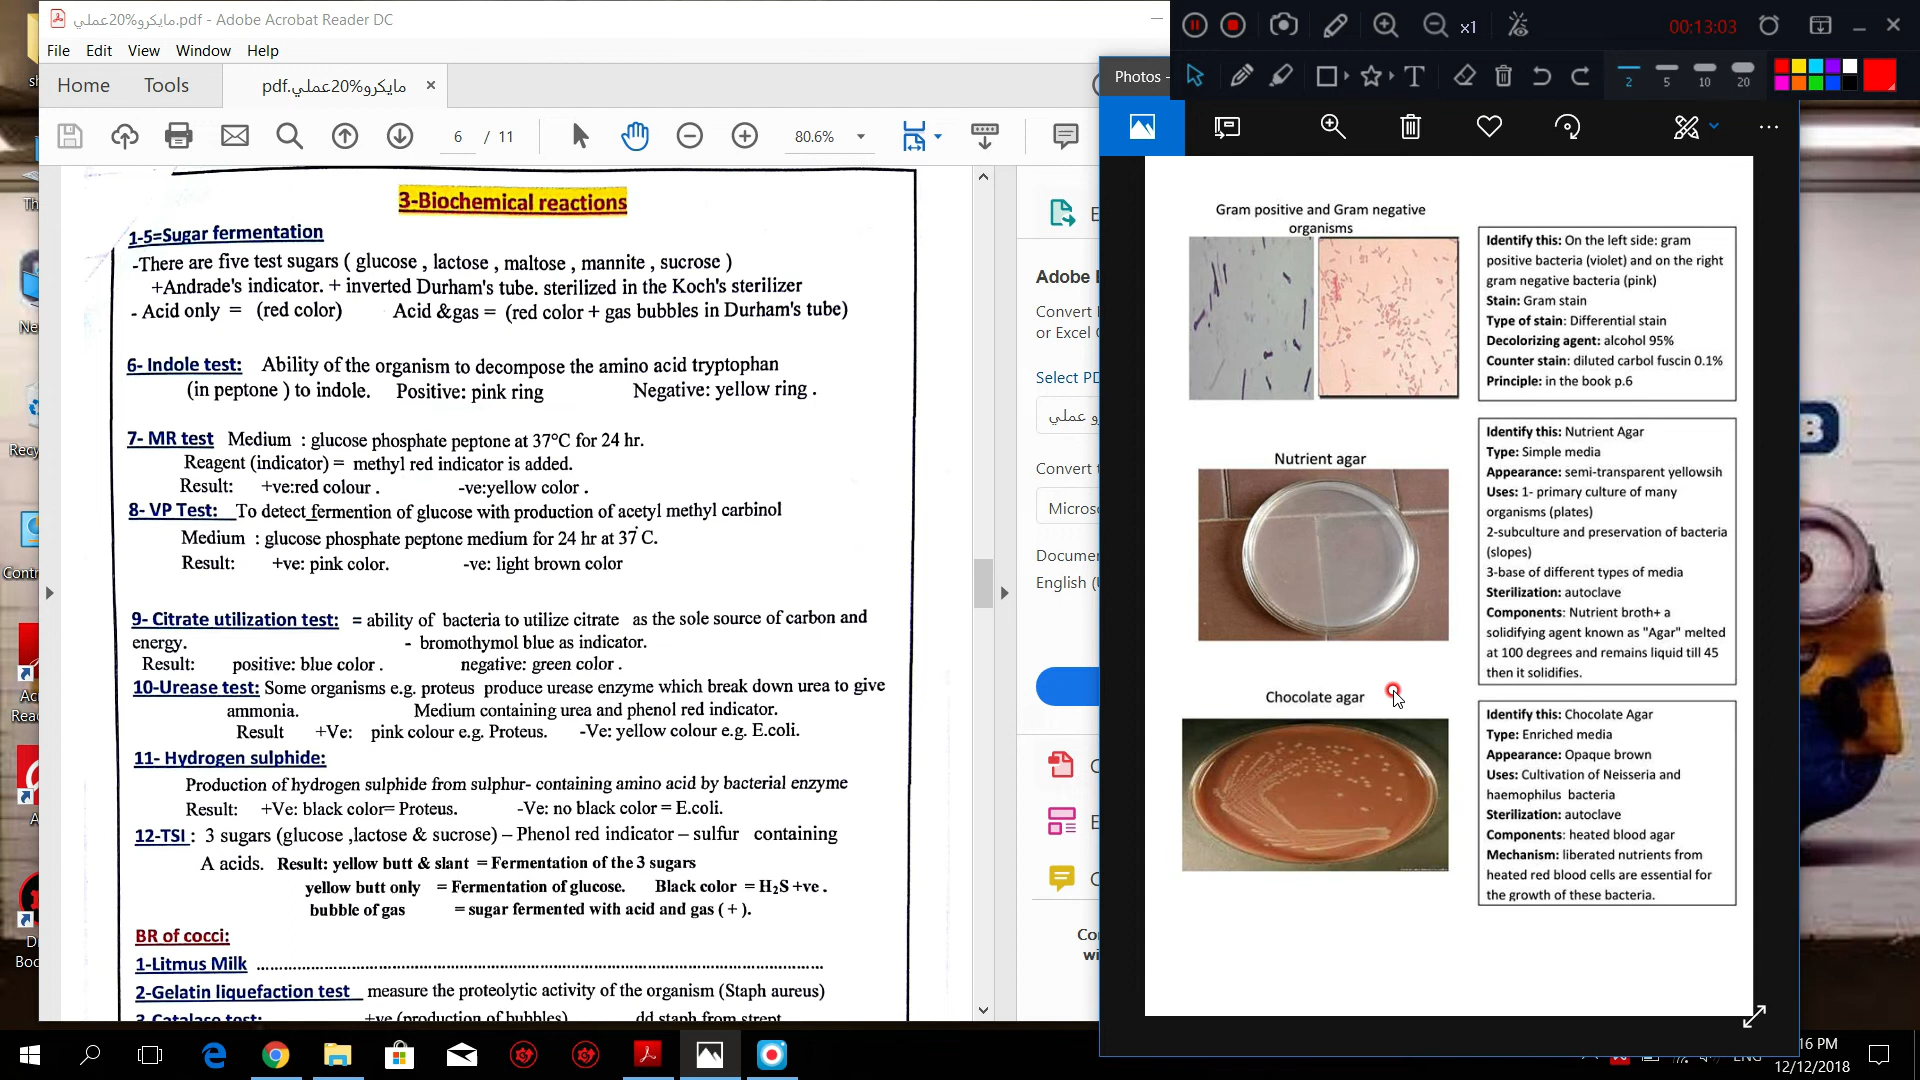 مايكرو%20عملي.pdf - Adobe Acrobat Reader DC
File Edit View Window Help
Home Tools
مايكرو%20عملي.pdf ×
6 / 11
80.6%
3-Biochemical reactions
1-5=Sugar fermentation
-There are five test sugars ( glucose , lactose , maltose , mannite , sucrose )
+Andrade's indicator. + inverted Durham's tube. sterilized in the Koch's sterilizer
- Acid only = (red color) Acid &gas = (red color + gas bubbles in Durham's tube)
6- Indole test: Ability of the organism to decompose the amino acid tryptophan
(in peptone ) to indole. Positive: pink ring Negative: yellow ring .
7- MR test Medium : glucose phosphate peptone at 37°C for 24 hr.
Reagent (indicator) = methyl red indicator is added.
Result: +ve:red colour . -ve:yellow color .
8- VP Test: To detect fermention of glucose with production of acetyl methyl carbinol
Medium : glucose phosphate peptone medium for 24 hr at 37 C.
Result: +ve: pink color. -ve: light brown color
9- Citrate utilization test: = ability of bacteria to utilize citrate as the sole source of carbon and
energy. - bromothymol blue as indicator.
Result: positive: blue color . negative: green color .
10-Urease test: Some organisms e.g. proteus produce urease enzyme which break down urea to give
ammonia. Medium containing urea and phenol red indicator.
Result +Ve: pink colour e.g. Proteus. -Ve: yellow colour e.g. E.coli.
11- Hydrogen sulphide:
Production of hydrogen sulphide from sulphur- containing amino acid by bacterial enzyme
Result: +Ve: black color= Proteus. -Ve: no black color = E.coli.
12-TSI : 3 sugars (glucose ,lactose & sucrose) – Phenol red indicator – sulfur containing
A acids. Result: yellow butt & slant = Fermentation of the 3 sugars
yellow butt only = Fermentation of glucose. Black color = H2S +ve .
bubble of gas = sugar fermented with acid and gas ( + ).
BR of cocci:
1-Litmus Milk ........................................................
2-Gelatin liquefaction test measure the proteolytic activity of the organism (Staph aureus)
3-Catalase test: +ve (production of bubbles) dd staph from strept
Convert
Select
or Excel
Convert
Micros
Docume
English
x1
00:13:03
2 5 10 20
Photos -
Gram positive and Gram negative
organisms
Identify this: On the left side: gram
positive bacteria (violet) and on the right
gram negative bacteria (pink)
Stain: Gram stain
Type of stain: Differential stain
Decolorizing agent: alcohol 95%
Counter stain: diluted carbol fuscin 0.1%
Principle: in the book p.6
Nutrient agar
Identify this: Nutrient Agar
Type: Simple media
Appearance: semi-transparent yellowsih
Uses: 1- primary culture of many
organisms (plates)
2-subculture and preservation of bacteria
(slopes)
3-base of different types of media
Sterilization: autoclave
Components: Nutrient broth+ a
solidifying agent known as "Agar" melted
at 100 degrees and remains liquid till 45
then it solidifies.
Chocolate agar
Identify this: Chocolate Agar
Type: Enriched media
Appearance: Opaque brown
Uses: Cultivation of Neisseria and
haemophilus bacteria
Sterilization: autoclave
Components: heated blood agar
Mechanism: liberated nutrients from
heated red blood cells are essential for
the growth of these bacteria.
16 PM
12/12/2018